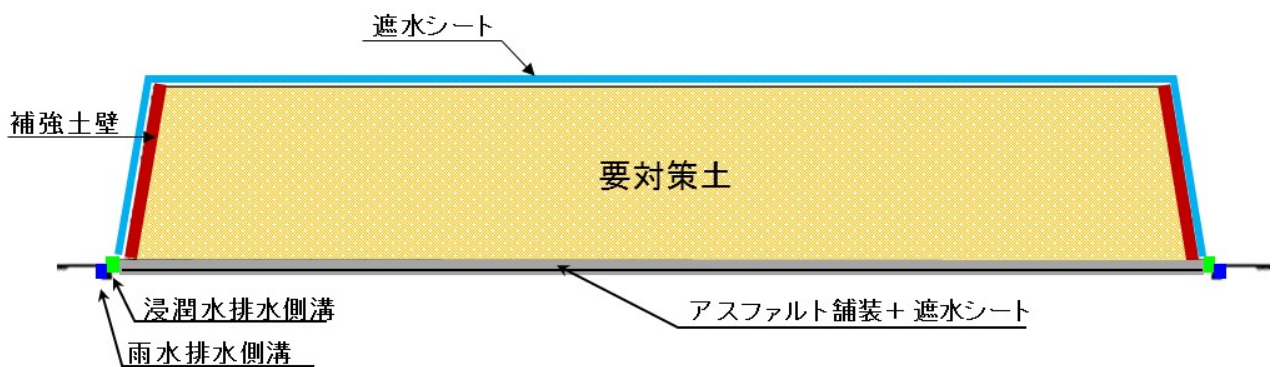 遮水シート
補強土壁
要対策土
浸潤水排水側溝
アスファルト舗装＋ 遮水シート
雨水排水側溝